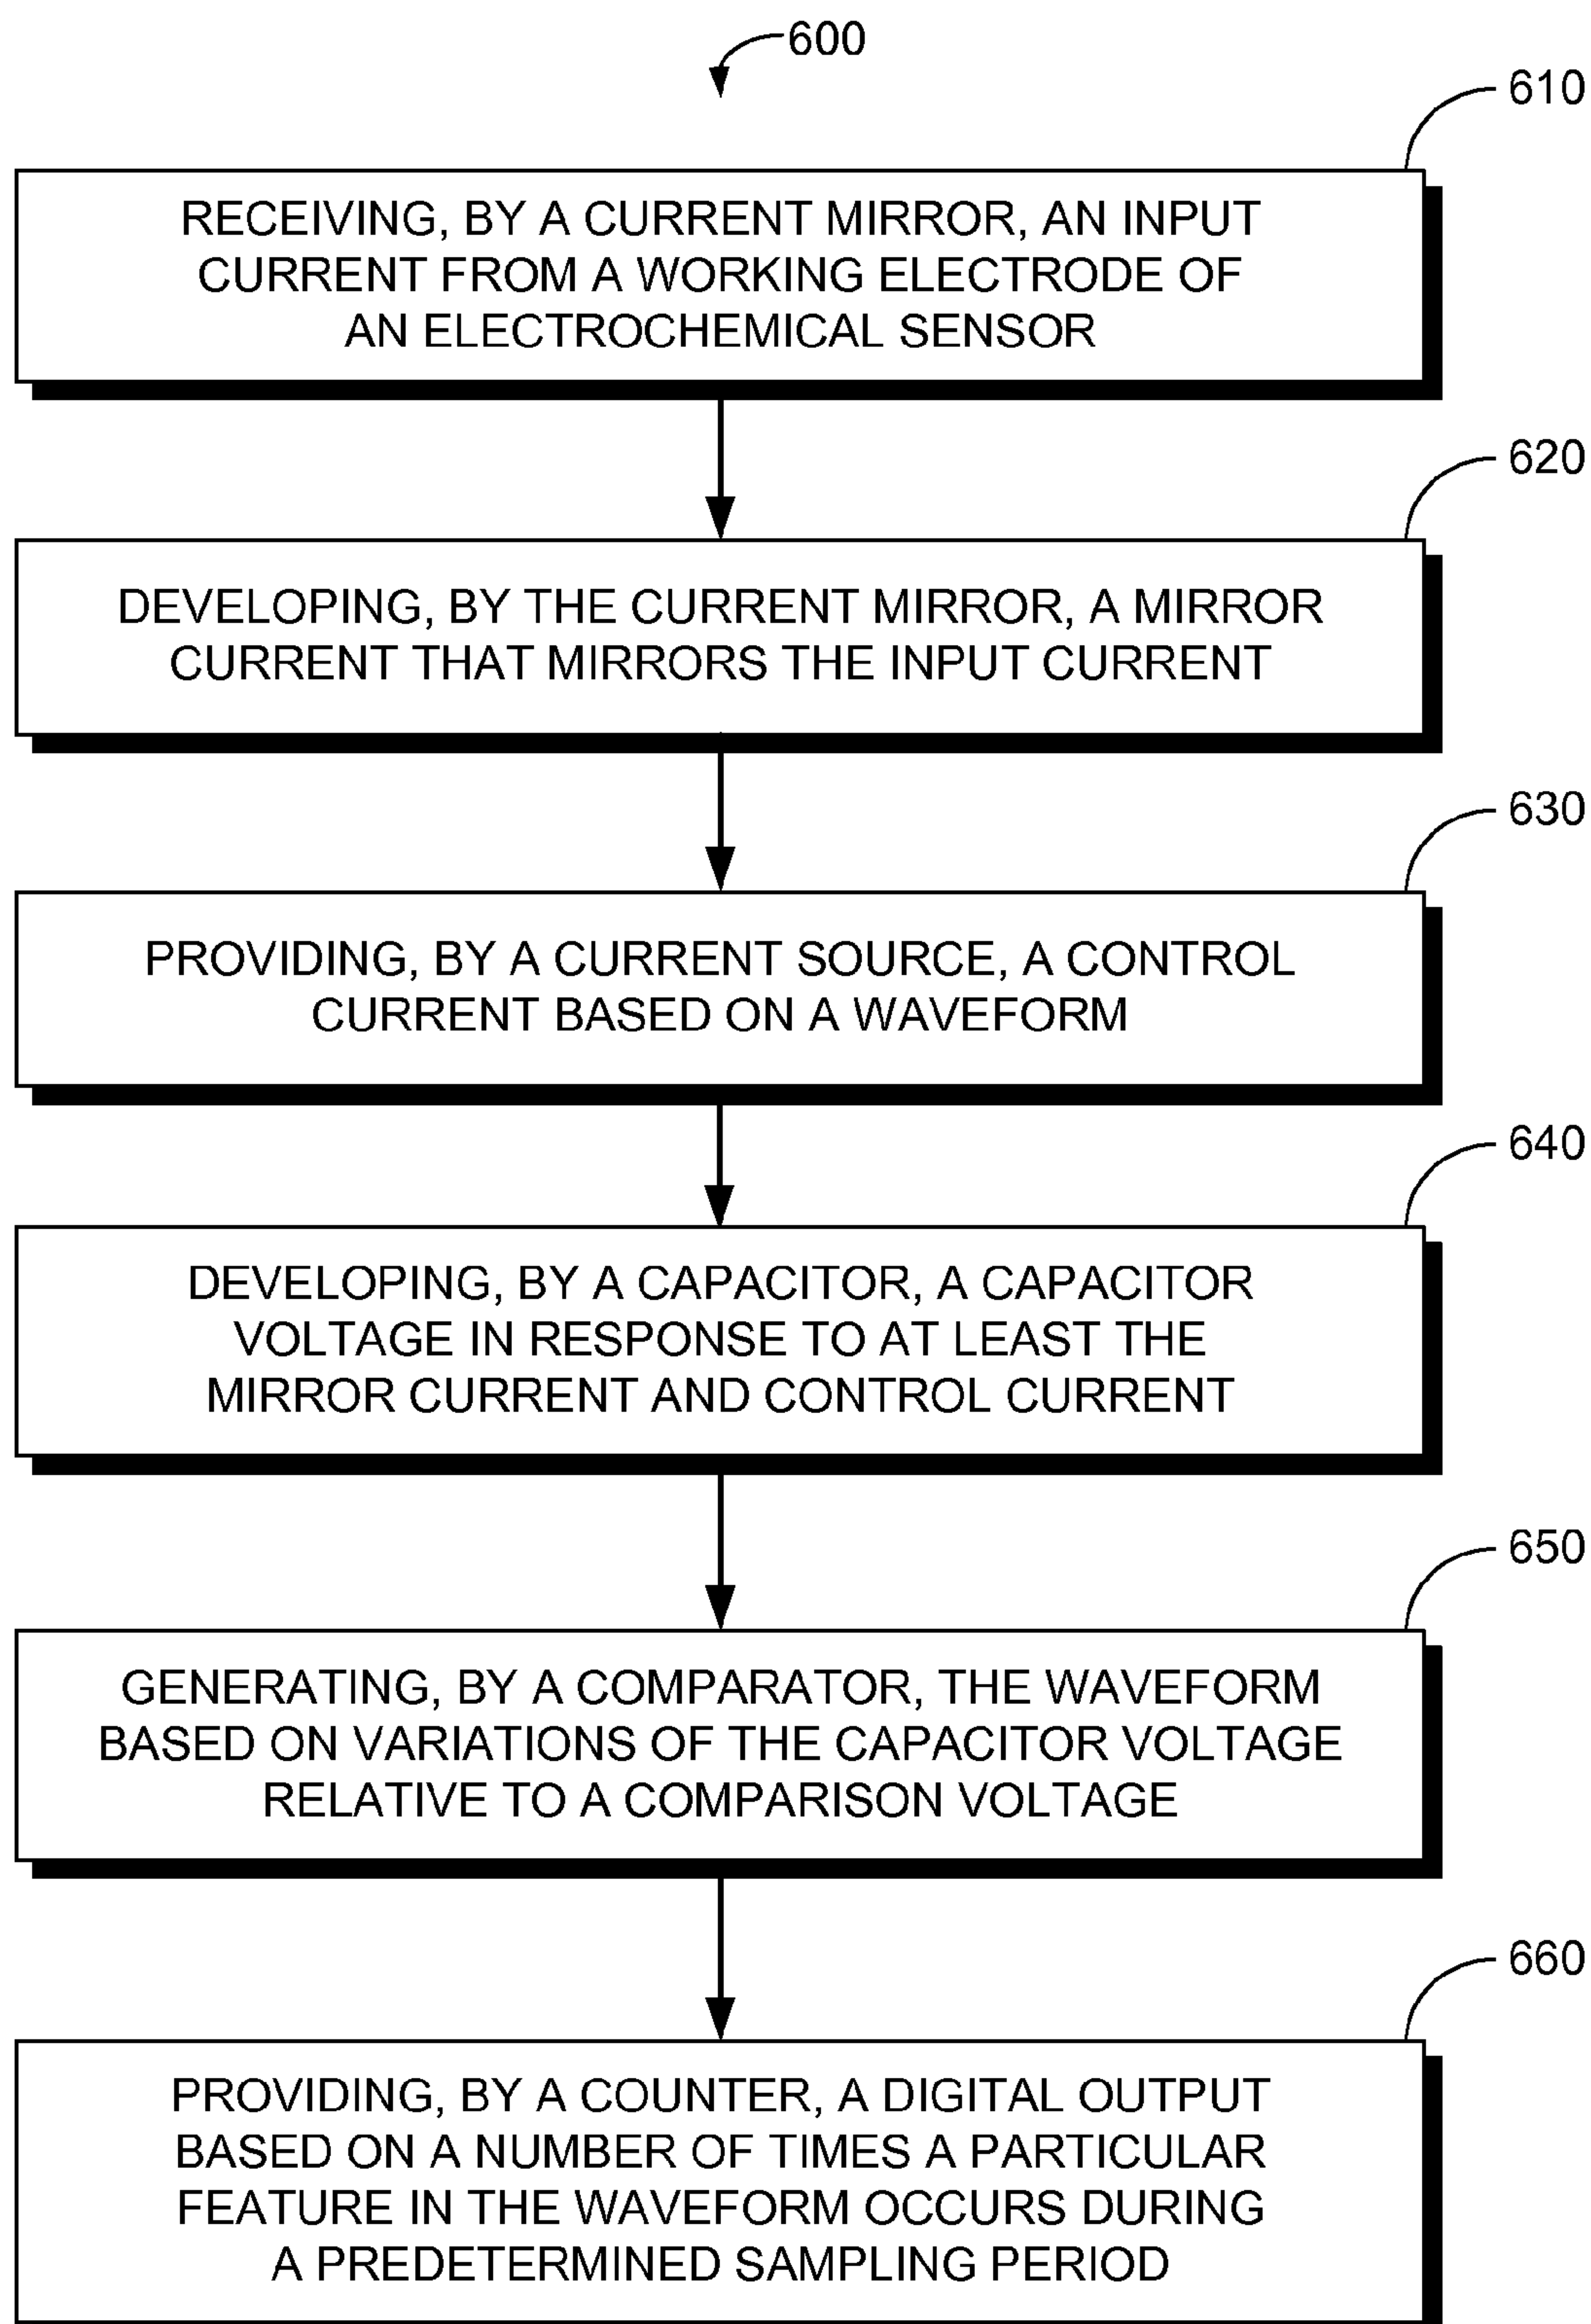 600
610
RECEIVING, BY A CURRENT MIRROR, AN INPUT
CURRENT FROM A WORKING ELECTRODE OF
AN ELECTROCHEMICAL SENSOR
620
DEVELOPING, BY THE CURRENT MIRROR, A MIRROR
CURRENT THAT MIRRORS THE INPUT CURRENT
630
PROVIDING, BY A CURRENT SOURCE, A CONTROL
CURRENT BASED ON A WAVEFORM
640
DEVELOPING, BY A CAPACITOR, A CAPACITOR
VOLTAGE IN RESPONSE TO AT LEAST THE
MIRROR CURRENT AND CONTROL CURRENT
650
GENERATING, BY A COMPARATOR, THE WAVEFORM
BASED ON VARIATIONS OF THE CAPACITOR VOLTAGE
RELATIVE TO A COMPARISON VOLTAGE
660
PROVIDING, BY A COUNTER, A DIGITAL OUTPUT
BASED ON A NUMBER OF TIMES A PARTICULAR
FEATURE IN THE WAVEFORM OCCURS DURING
A PREDETERMINED SAMPLING PERIOD